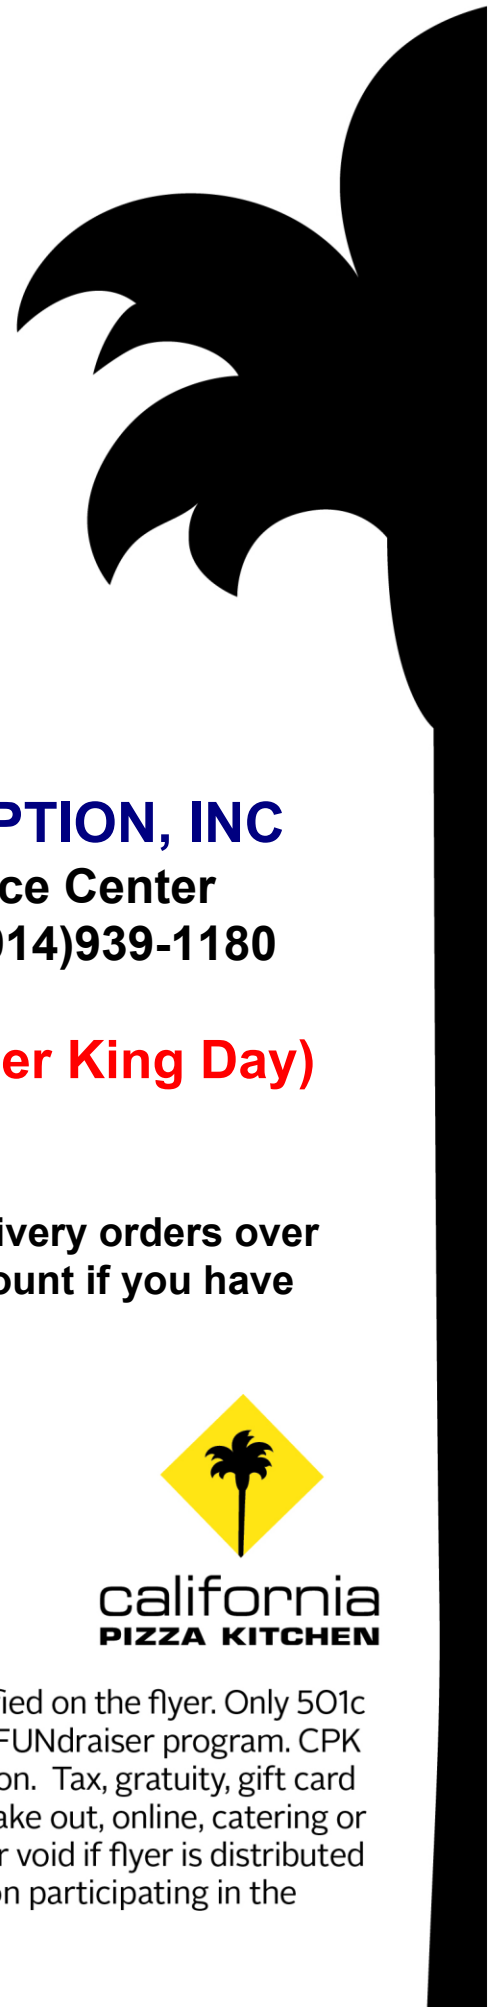 PTION, INC
ce Center
914)939-1180
er King Day)
ivery orders over
ount if you have
california
PIZZA KITCHEN
fied on the flyer. Only 501c
FUNdraiser program. CPK
on. Tax, gratuity, gift card
ake out, online, catering or
r void if flyer is distributed
on participating in the